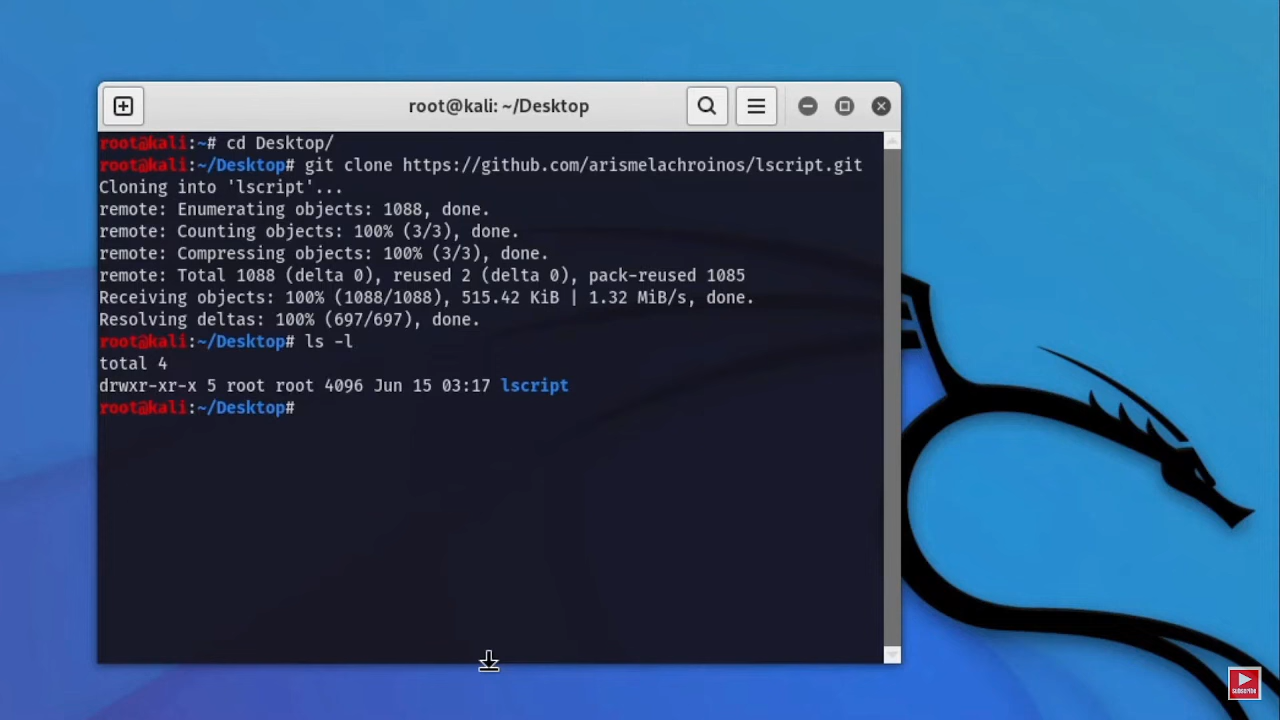 root@kali: ~/Desktop
root@kali:~# cd Desktop/
root@kali:~/Desktop# git clone https://github.com/arismelachroinos/lscript.git
Cloning into 'lscript'...
remote: Enumerating objects: 1088, done.
remote: Counting objects: 100% (3/3), done.
remote: Compressing objects: 100% (3/3), done.
remote: Total 1088 (delta 0), reused 2 (delta 0), pack-reused 1085
Receiving objects: 100% (1088/1088), 515.42 KiB | 1.32 MiB/s, done.
Resolving deltas: 100% (697/697), done.
root@kali:~/Desktop# ls -l
total 4
drwxr-xr-x 5 root root 4096 Jun 15 03:17 lscript
root@kali:~/Desktop#
Subscribe